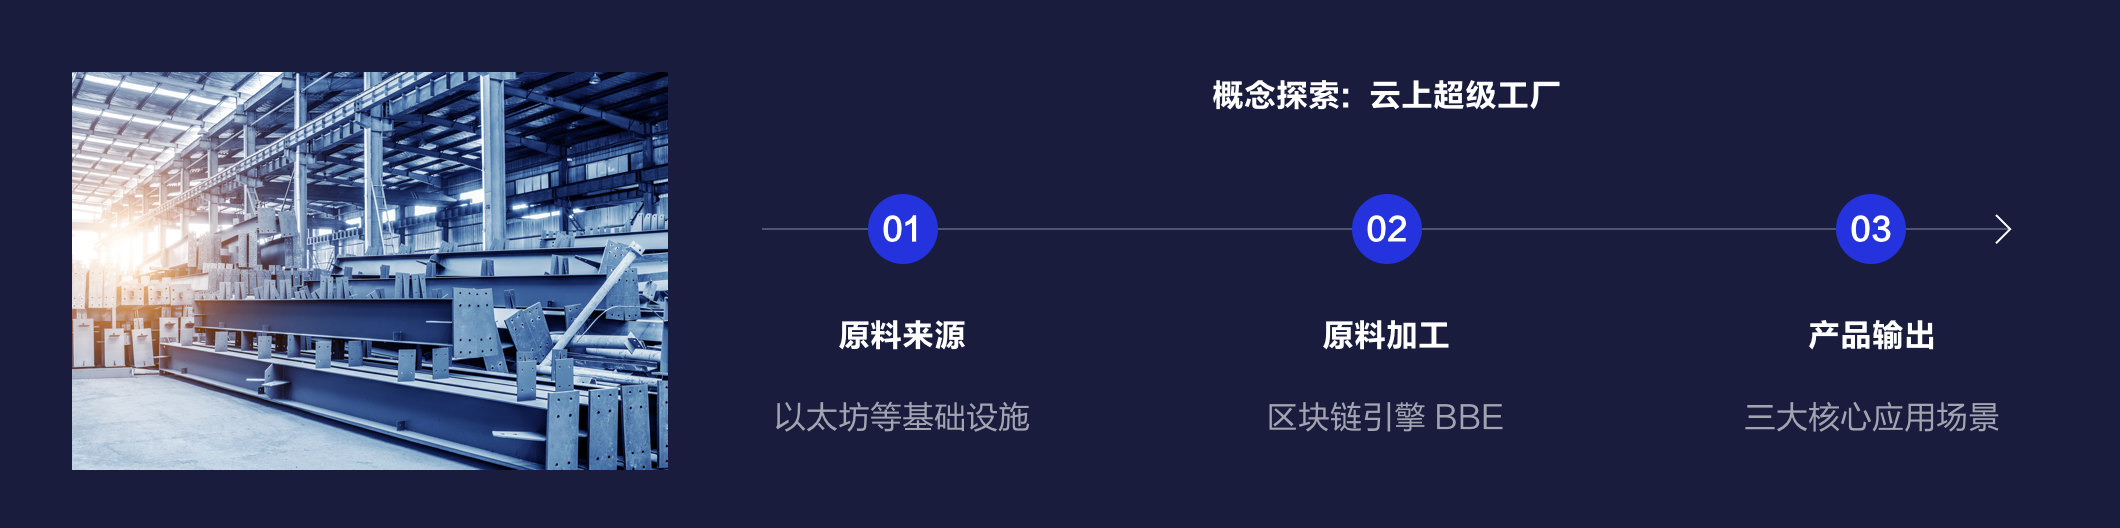 概念探索：云上超级工厂
01
02
03
原料来源
原料加工
产品输出
以太坊等基础设施
区块链引擎 BBE
三大核心应用场景